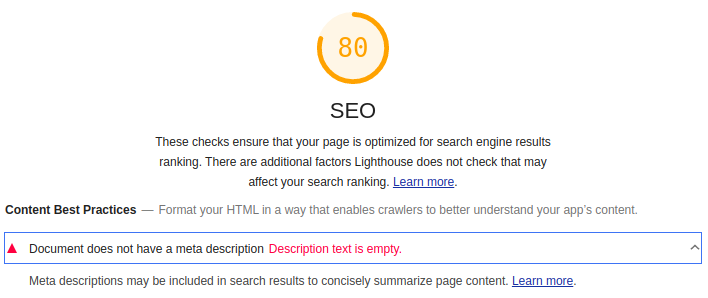 80
SEO
These checks ensure that your page is optimized for search engine results
ranking. There are additional factors Lighthouse does not check that may
affect your search ranking. Learn more.
Content Best Practices — Format your HTML in a way that enables crawlers to better understand your app's content.
Document does not have a meta description Description text is empty.
Meta descriptions may be included in search results to concisely summarize page content. Learn more.